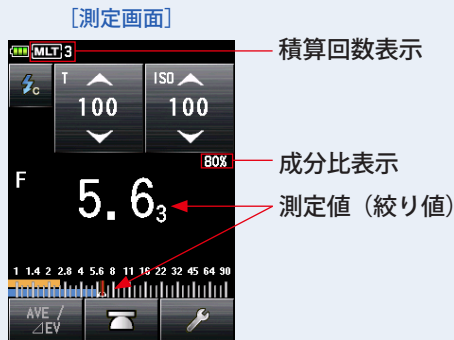 ［測定画面］
MLT 3
積算回数表示
C
T
ISO
100
100
80%
成分比表示
F
5.6₃
測定値（絞り値）
1 1.4 2 2.8 4 5.6 8 11 16 22 32 45 64 90
AVE /
⊿EV